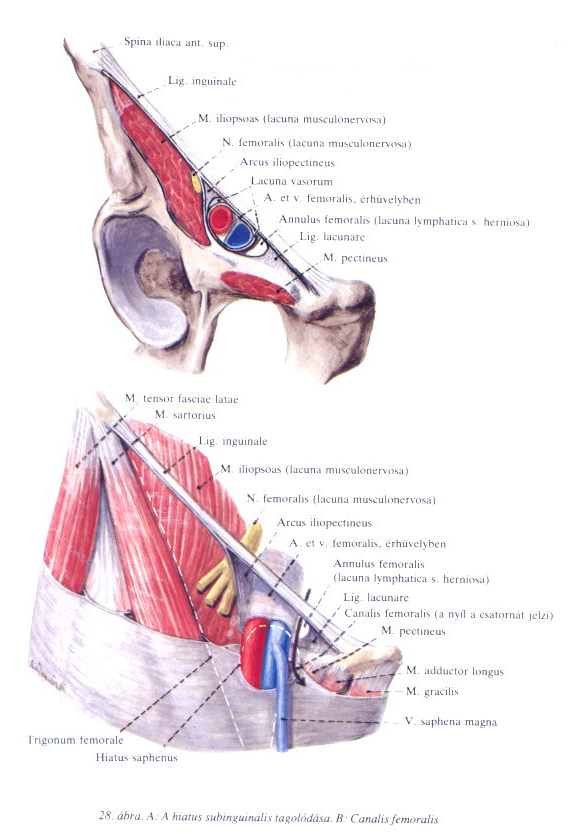 Spina iliaca ant. sup.
Lig. inguinale
M. iliopsoas (lacuna musculonervosa)
N. femoralis (lacuna musculonervosa)
Arcus iliopectineus
Lacuna vasorum
A. et v. femoralis, érhüvelyben
Annulus femoralis (lacuna lymphatica s. herniosa)
Lig. lacunare
M. pectineus
M. tensor fasciae latae
M. sartorius
Lig. inguinale
M. iliopsoas (lacuna musculonervosa)
N. femoralis (lacuna musculonervosa)
Arcus iliopectineus
A. et v. femoralis, érhüvelyben
Annulus femoralis
(lacuna lymphatica s. herniosa)
Lig. lacunare
Canalis femoralis (a nyíl a csatornát jelzi)
M. pectineus
M. adductor longus
M. gracilis
V. saphena magna
Trigonum femorale
Hiatus saphenus
28. ábra. A: A hiatus subinguinalis tagolódása. B: Canalis femoralis